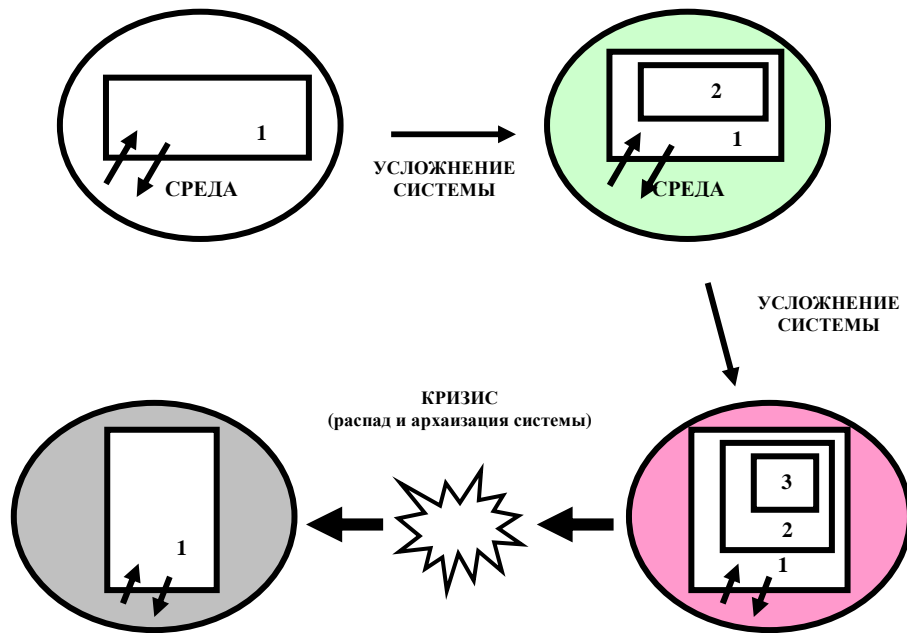 1
СРЕДА
УСЛОЖНЕНИЕ
СИСТЕМЫ
2
1
СРЕДА
УСЛОЖНЕНИЕ
СИСТЕМЫ
КРИЗИС
(распад и архаизация системы)
1
3
2
1